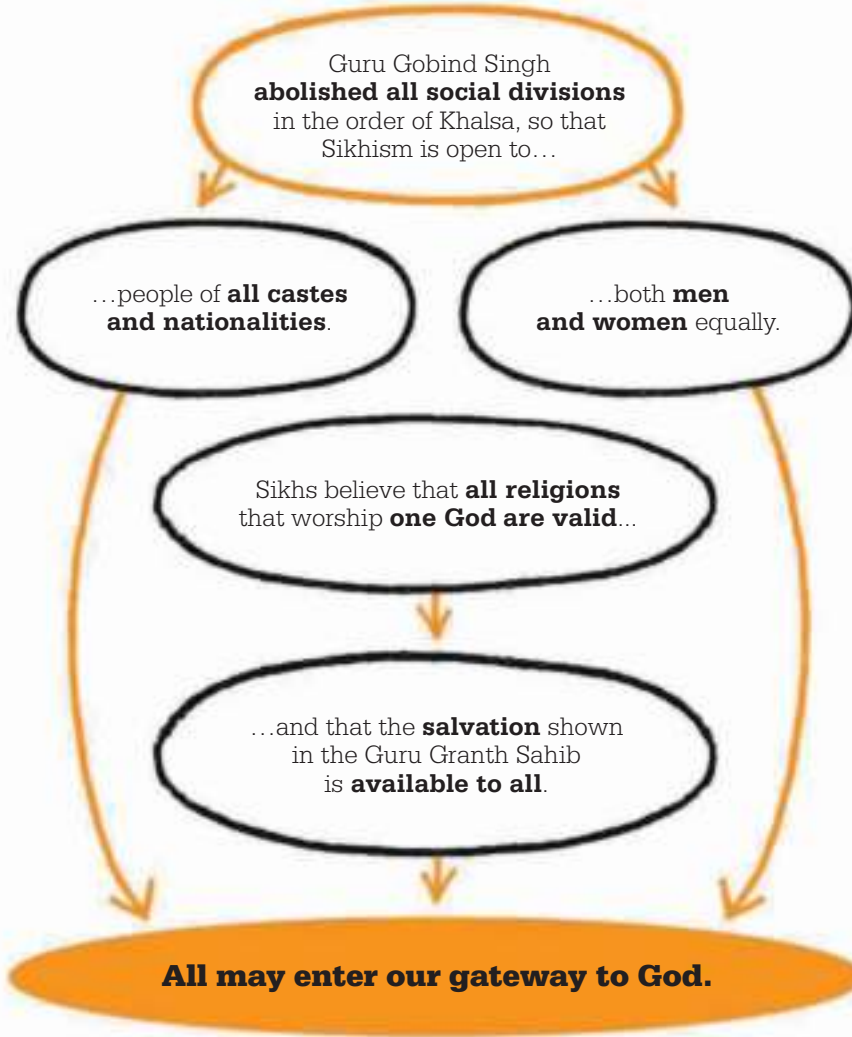 Guru Gobind Singh
abolished all social divisions
in the order of Khalsa, so that
Sikhism is open to…
…people of all castes
and nationalities.
…both men
and women equally.
Sikhs believe that all religions
that worship one God are valid...
…and that the salvation shown
in the Guru Granth Sahib
is available to all.
All may enter our gateway to God.